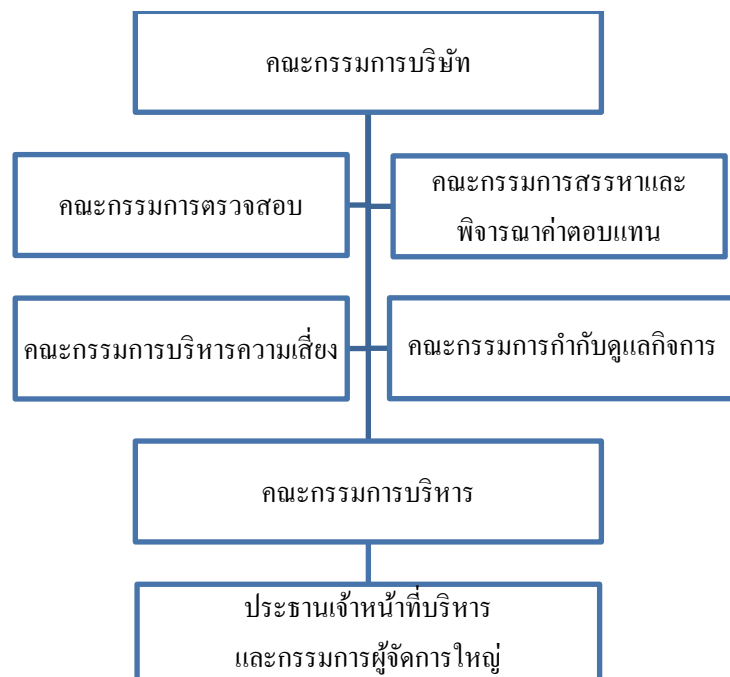 คณะกรรมการบริษัท
คณะกรรมการตรวจสอบ
คณะกรรมการสรรหาและ
พิจารณาค่าตอบแทน
คณะกรรมการบริหารความเสี่ยง
คณะกรรมการกำกับดูแลกิจการ
คณะกรรมการบริหาร
ประธานเจ้าหน้าที่บริหาร
และกรรมการผู้จัดการใหญ่